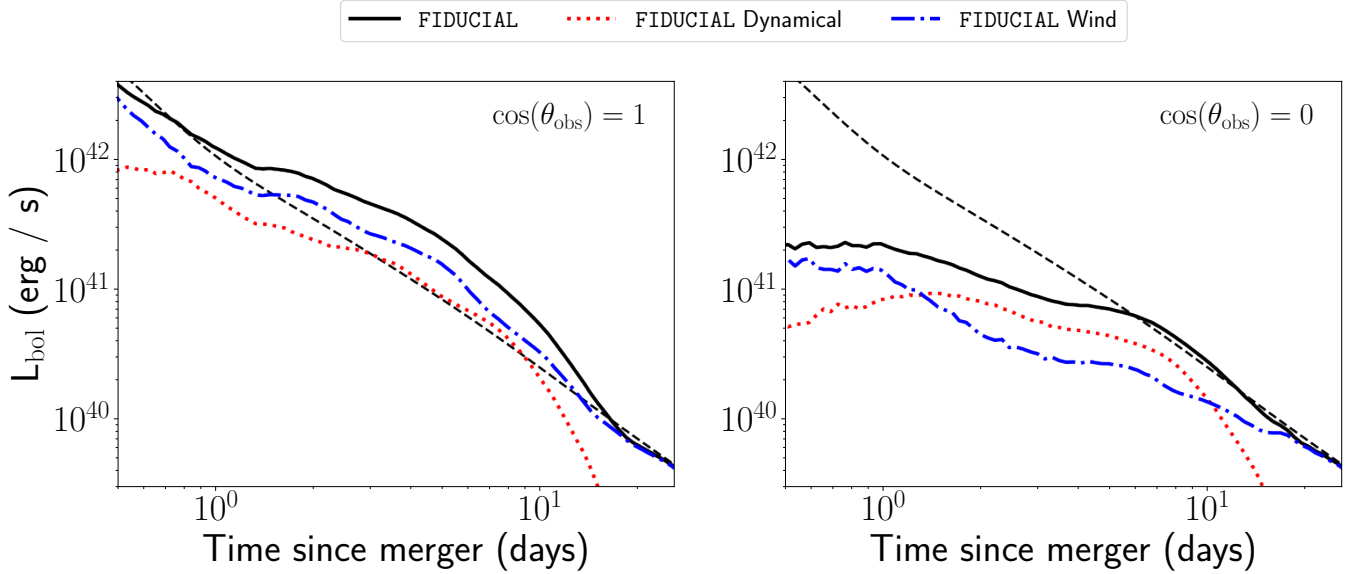 FIDUCIAL FIDUCIAL Dynamical FIDUCIAL Wind
cos(θobs) = 1
cos(θobs) = 0
L_bol (erg / s)
10^42
10^41
10^40
10^42
10^41
10^40
10^0 10^1
10^0 10^1
Time since merger (days)
Time since merger (days)